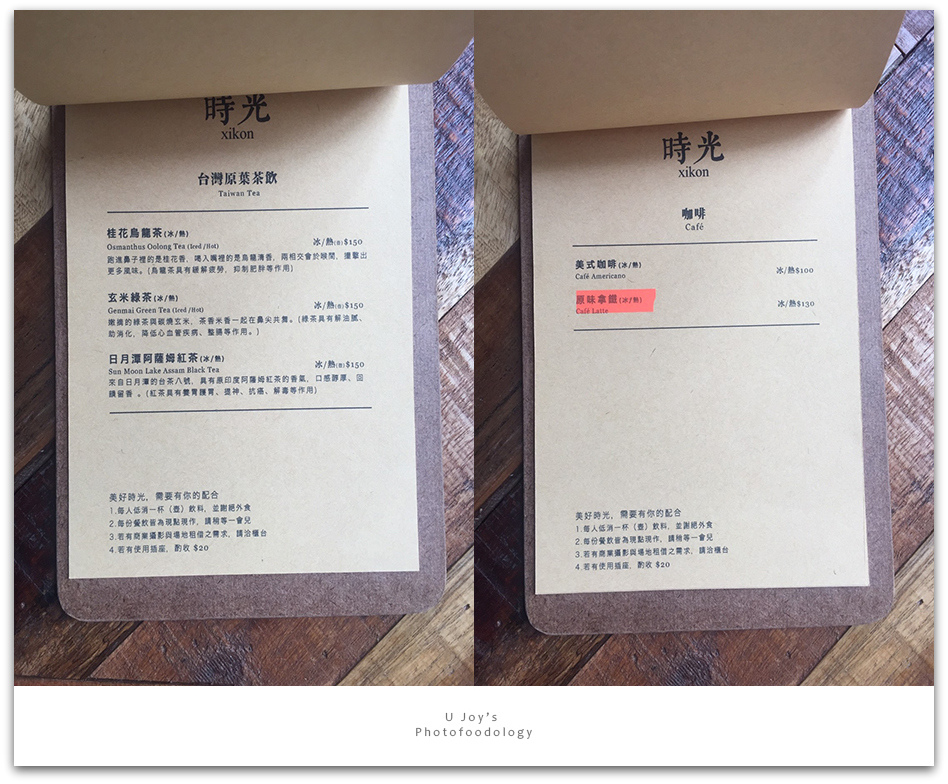 時光
xikon
台灣原葉茶飲
Taiwan Tea
桂花烏龍茶(冰/熱)
Osmanthus Oolong Tea (Iced /Hot)
冰/熱(壺)$150
跑進鼻子裡的是桂花香，喝入嘴裡的是烏龍清香，兩相交會於喉間，撞擊出
更多風味。(烏龍茶具有緩解疲勞，抑制肥胖等作用)
玄米綠茶(冰/熱)
Genmai Green Tea (Iced/Hot)
冰/熱(壺)$150
嫩摘的綠茶與碳燒玄米，茶香米香一起在鼻尖共舞。(綠茶具有解油膩、
助消化，降低心血管疾病、整腸等作用。)
日月潭阿薩姆紅茶(冰/熱)
Sun Moon Lake Assam Black Tea
冰/熱(壺)$150
來自日月潭的台茶八號，具有原印度阿薩姆紅茶的香氣，口感醇厚、回
韻留香 。(紅茶具有養胃護胃、提神、抗癌、解毒等作用)
美好時光，需要有你的配合
1.每人低消一杯（壺）飲料，並謝絕外食
2.每份餐飲皆為現點現作，請稍等一會兒
3.若有商業攝影與場地租借之需求，請洽櫃台
4.若有使用插座，酌收 $20
時光
xikon
咖啡
Café
美式咖啡(冰/熱)
Café Americano
冰/熱$100
原味拿鐵(冰/熱)
Café Latte
冰/熱$130
美好時光，需要有你的配合
1.每人低消一杯（壺）飲料，並謝絕外食
2.每份餐飲皆為現點現作，請稍等一會兒
3.若有商業攝影與場地租借之需求，請洽櫃台
4.若有使用插座，酌收 $20
U Joy's
Photofoodology